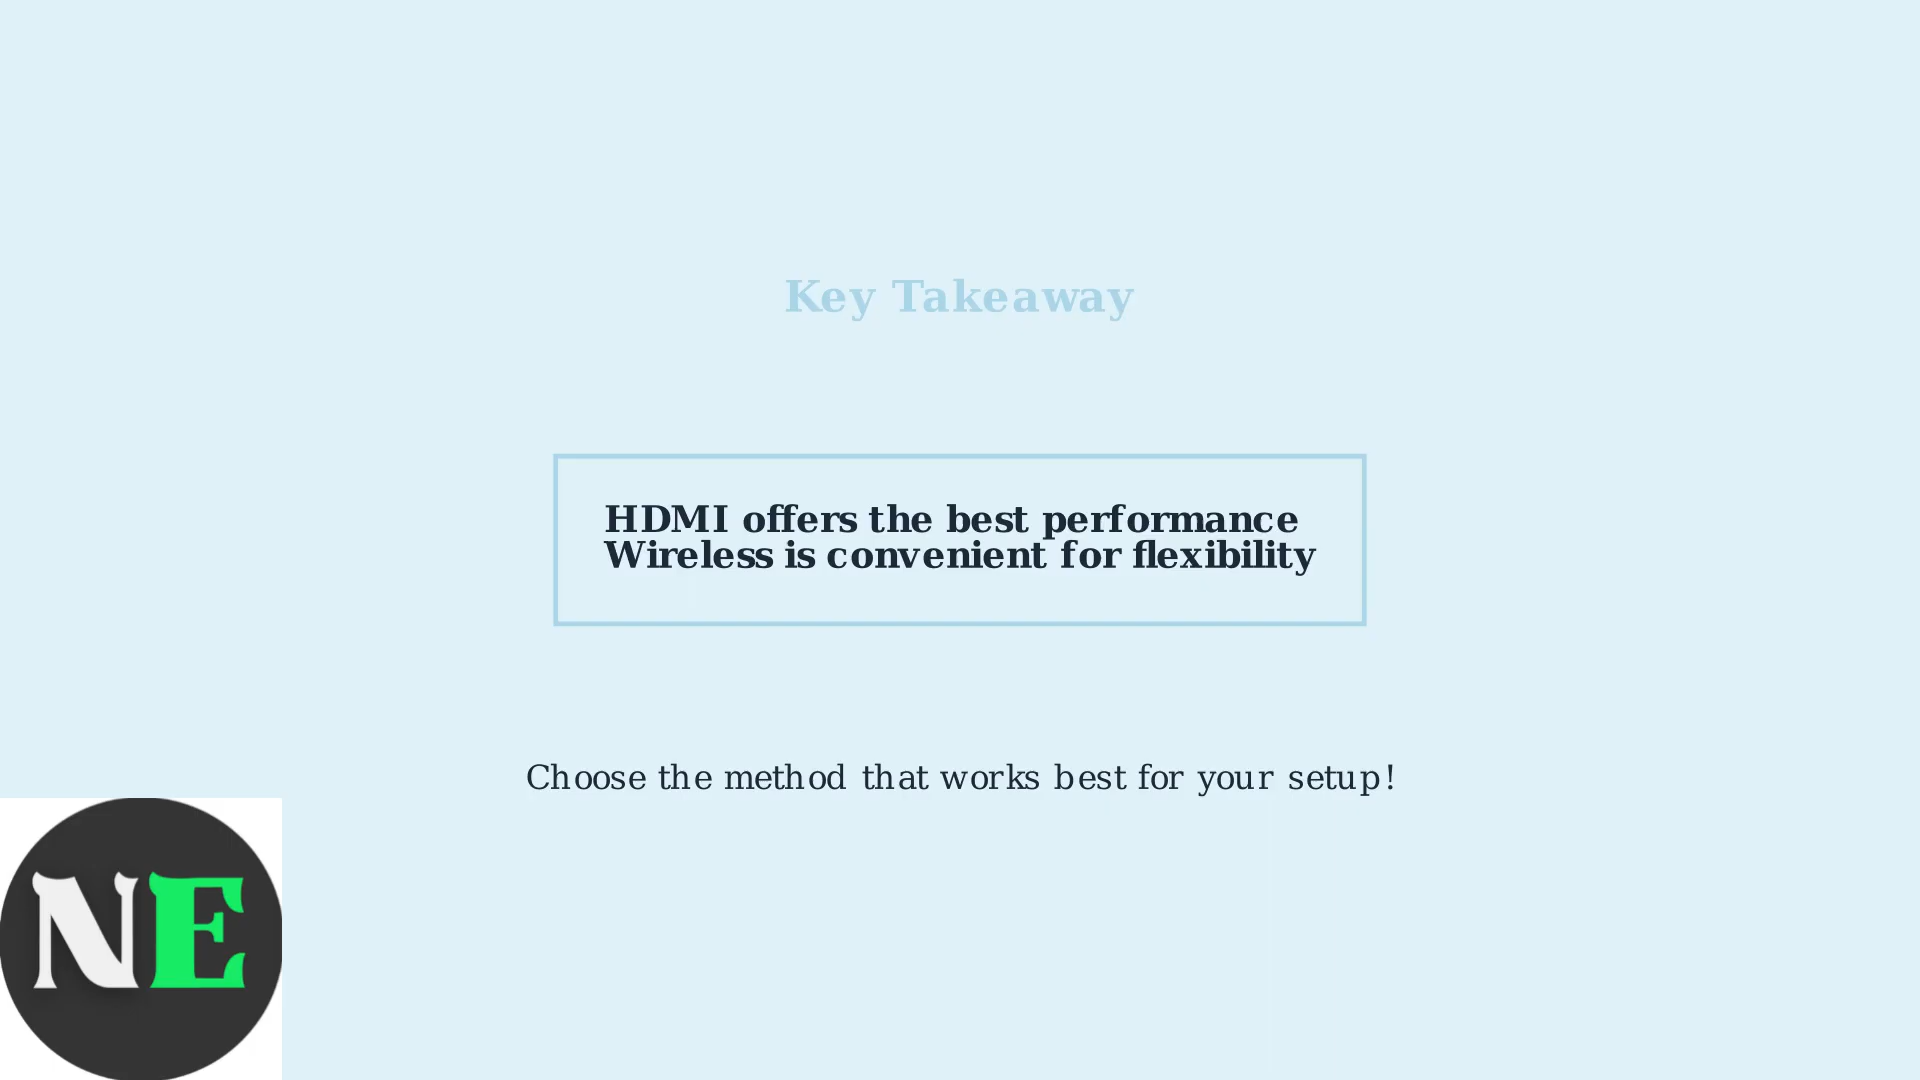 Key Takeaway
HDMI offers the best performance
Wireless is convenient for flexibility
Choose the method that works best for your setup!
NE